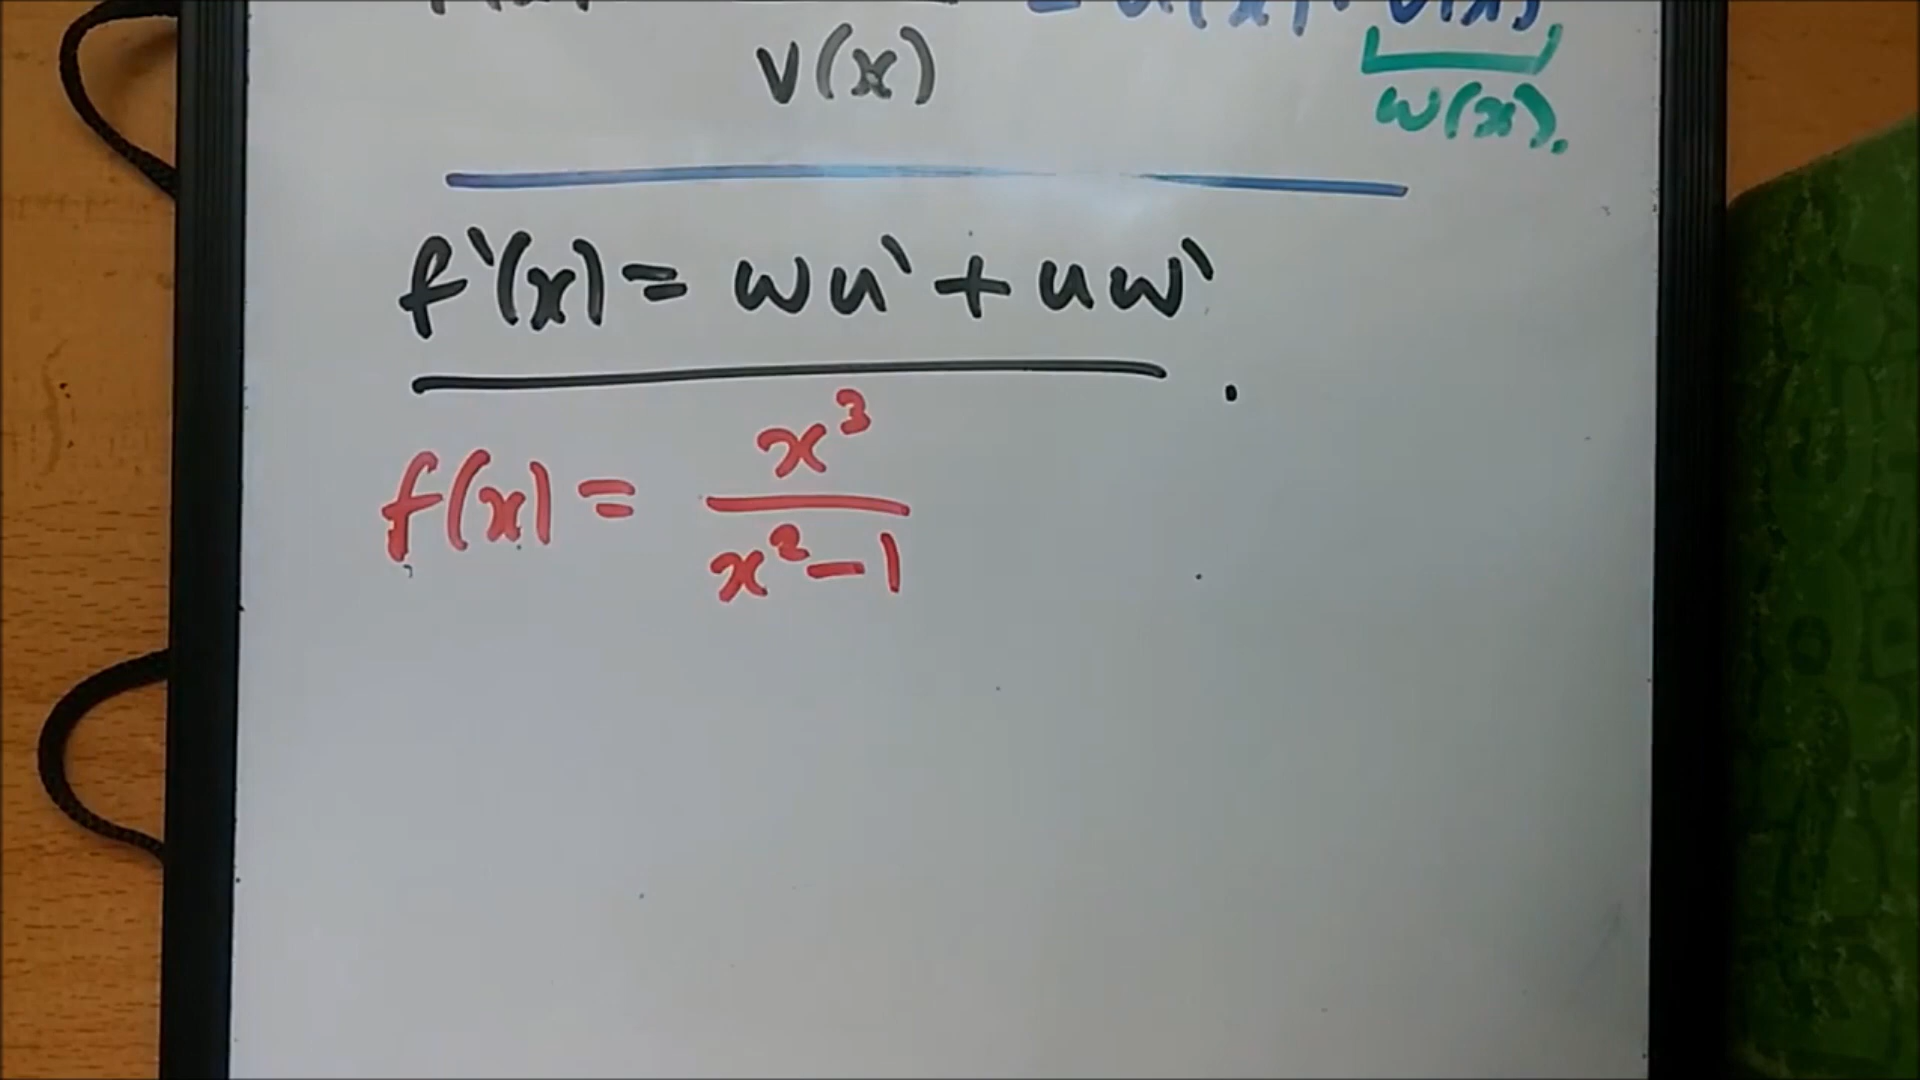 v(x)
w(x).
f'(x) = wu' + uw'
f(x) = x³
x²-1